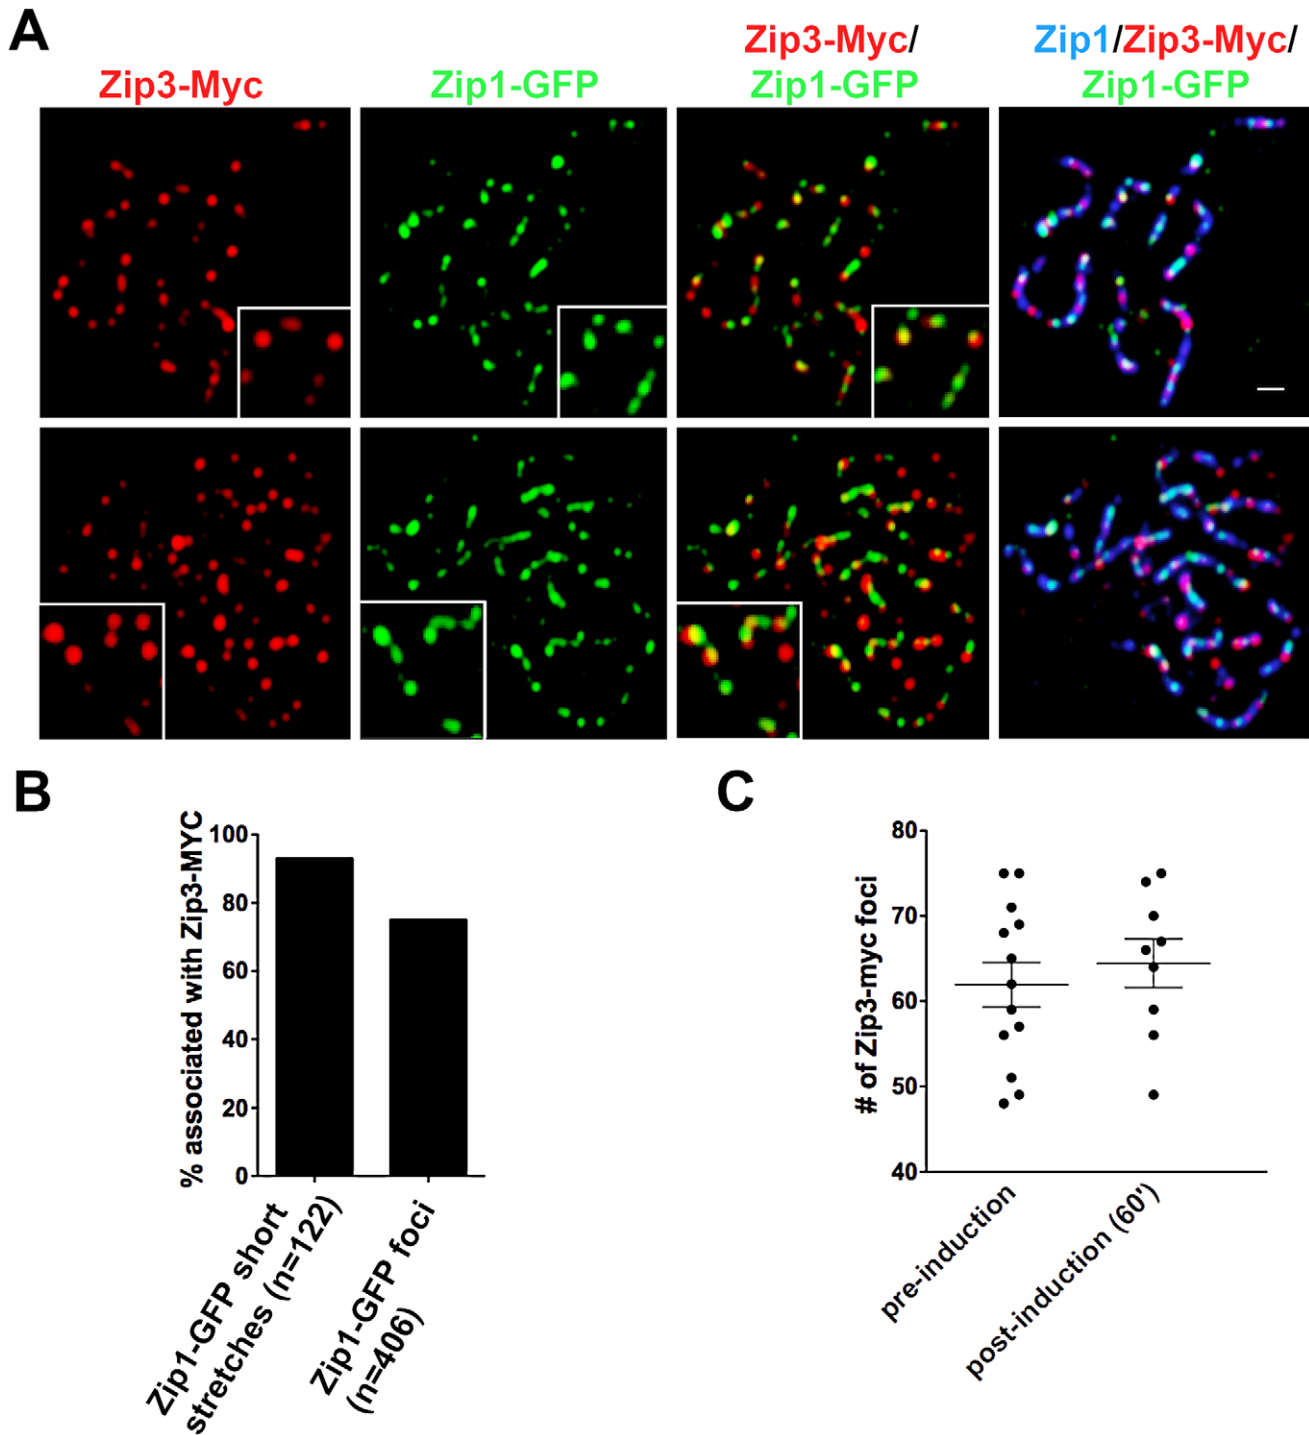 A
Zip3-Myc
Zip1-GFP
Zip3-Myc/
Zip1-GFP
Zip1/Zip3-Myc/
Zip1-GFP
B
% associated with Zip3-MYC
100
80
60
40
20
0
Zip1-GFP short
stretches (n=122)
Zip1-GFP foci
(n=406)
C
# of Zip3-myc foci
80
70
60
50
40
pre-induction
post-induction (60')